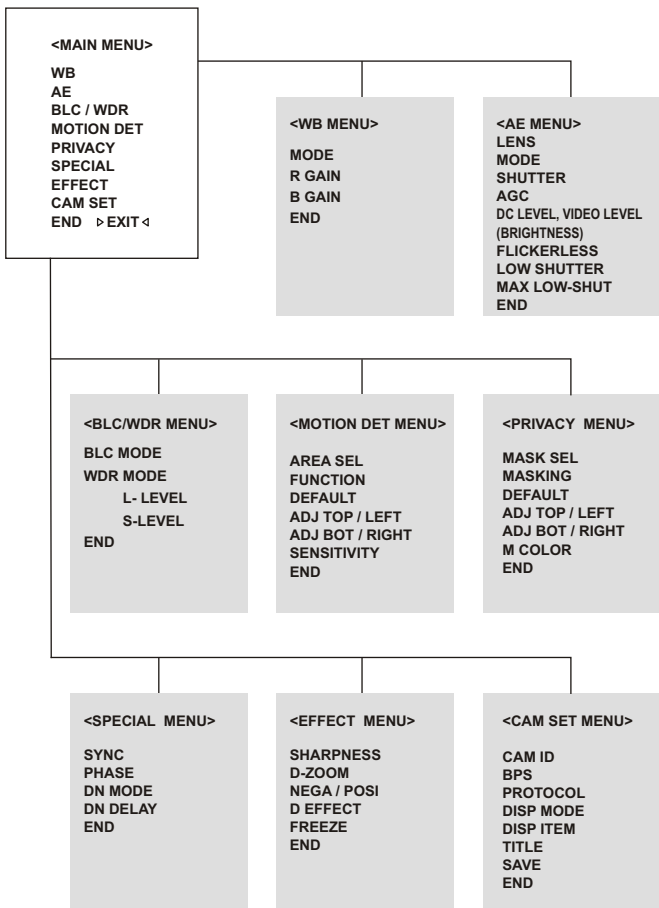 <MAIN MENU>
WB
AE
BLC / WDR
MOTION DET
PRIVACY
SPECIAL
EFFECT
CAM SET
END ▷EXIT◁
<WB MENU>
MODE
R GAIN
B GAIN
END
<AE MENU>
LENS
MODE
SHUTTER
AGC
DC LEVEL, VIDEO LEVEL
(BRIGHTNESS)
FLICKERLESS
LOW SHUTTER
MAX LOW-SHUT
END
<BLC/WDR MENU>
BLC MODE
WDR MODE
L- LEVEL
S-LEVEL
END
<MOTION DET MENU>
AREA SEL
FUNCTION
DEFAULT
ADJ TOP / LEFT
ADJ BOT / RIGHT
SENSITIVITY
END
<PRIVACY MENU>
MASK SEL
MASKING
DEFAULT
ADJ TOP / LEFT
ADJ BOT / RIGHT
M COLOR
END
<SPECIAL MENU>
SYNC
PHASE
DN MODE
DN DELAY
END
<EFFECT MENU>
SHARPNESS
D-ZOOM
NEGA / POSI
D EFFECT
FREEZE
END
<CAM SET MENU>
CAM ID
BPS
PROTOCOL
DISP MODE
DISP ITEM
TITLE
SAVE
END